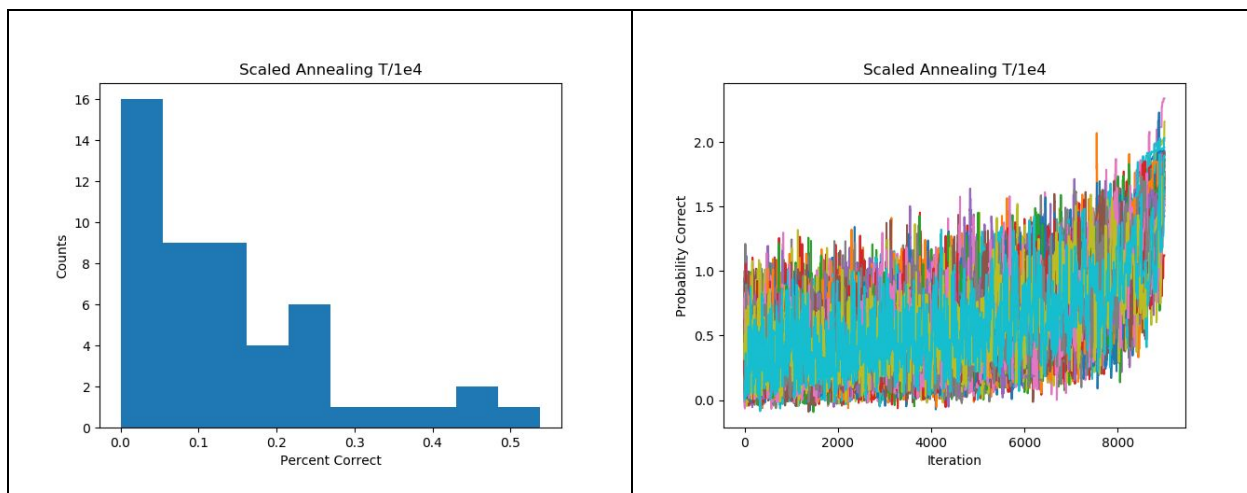 Scaled Annealing T/1e4
16
14
12
10
8
6
4
2
0
Counts
0.0 0.1 0.2 0.3 0.4 0.5
Percent Correct
Scaled Annealing T/1e4
2.0
1.5
1.0
0.5
0.0
Probability Correct
0 2000 4000 6000 8000
Iteration